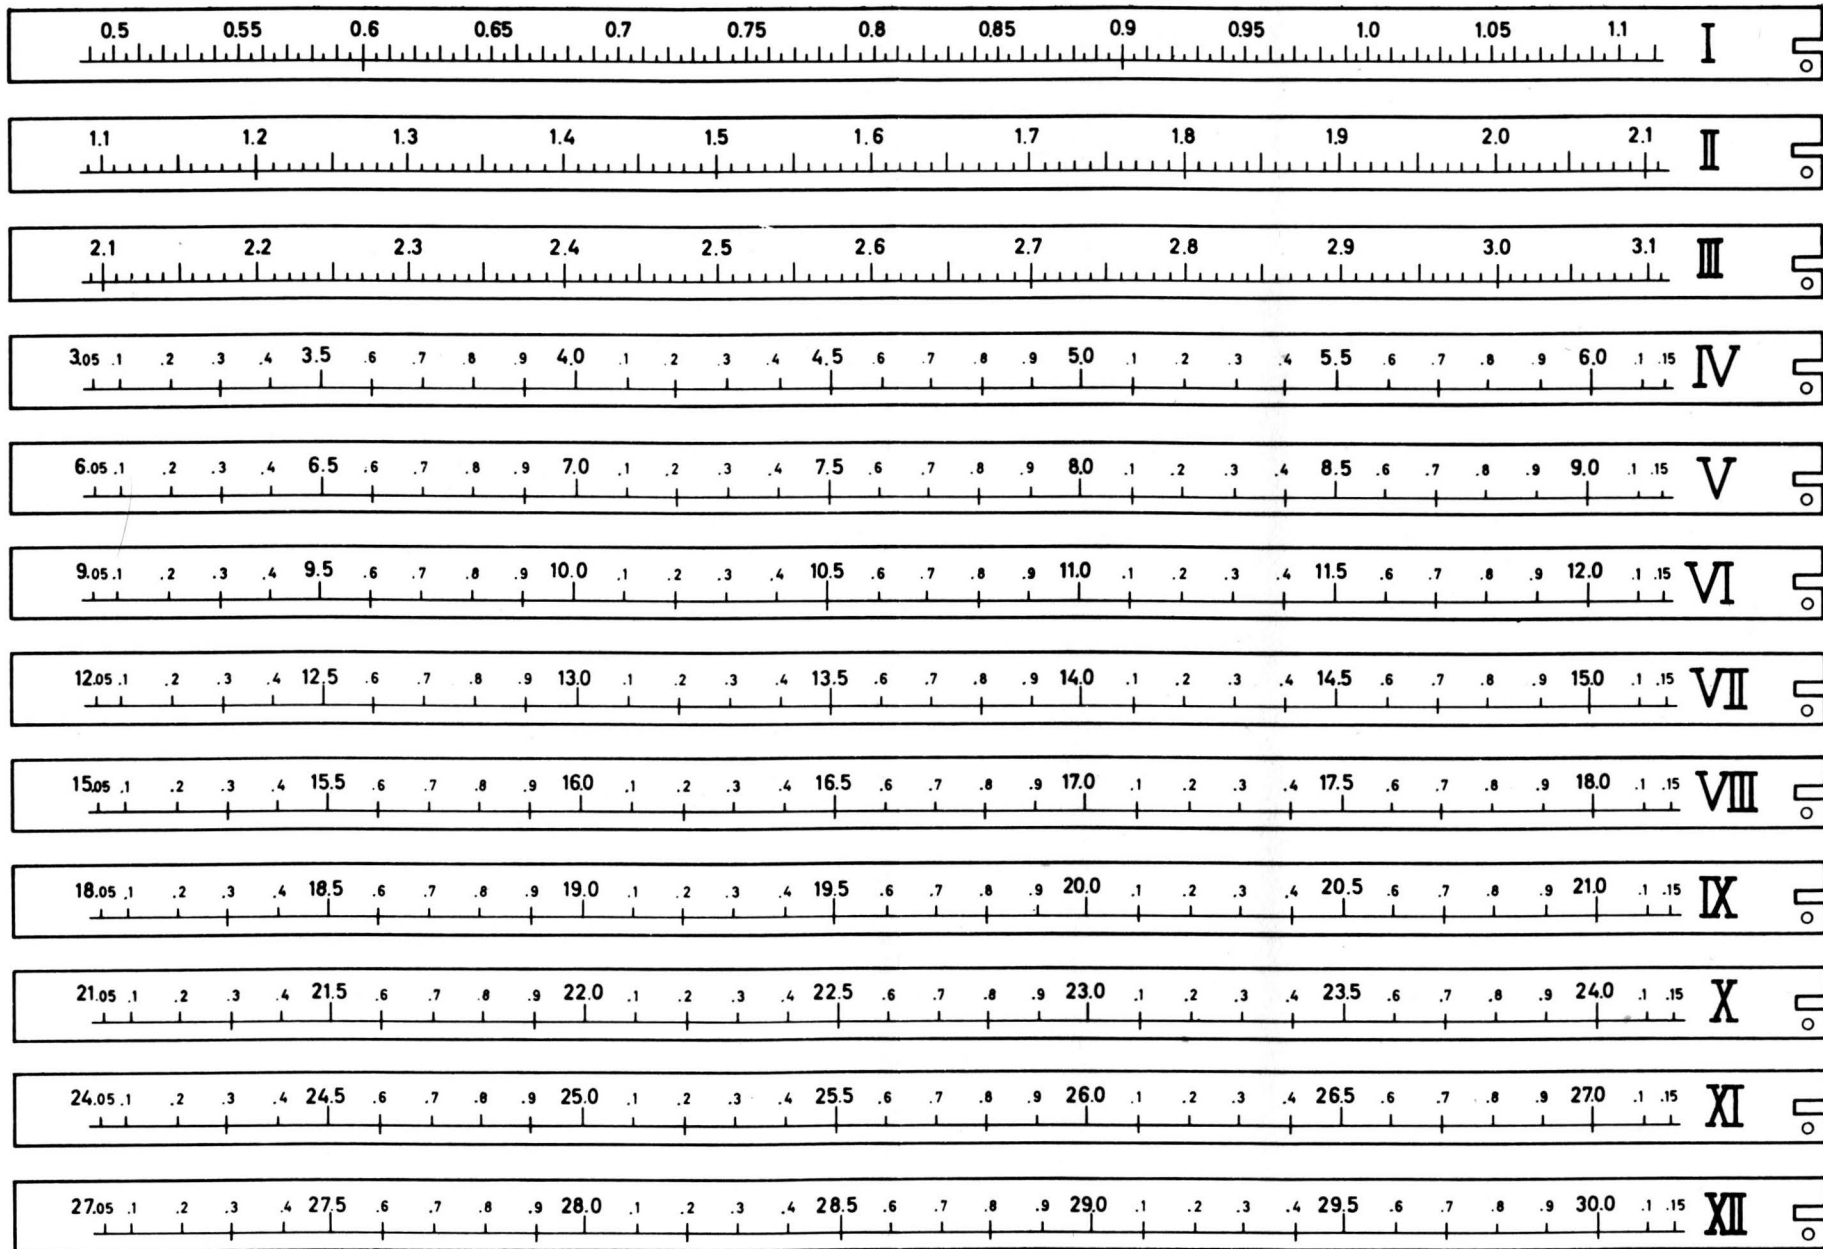 0.5 0.55 0.6 0.65 0.7 0.75 0.8 0.85 0.9 0.95 1.0 1.05 1.1 I
1.1 1.2 1.3 1.4 1.5 1.6 1.7 1.8 1.9 2.0 2.1 II
2.1 2.2 2.3 2.4 2.5 2.6 2.7 2.8 2.9 3.0 3.1 III
3.05 .1 .2 .3 .4 3.5 .6 .7 .8 .9 4.0 .1 .2 .3 .4 4.5 .6 .7 .8 .9 5.0 .1 .2 .3 .4 5.5 .6 .7 .8 .9 6.0 .1 .15 IV
6.05 .1 .2 .3 .4 6.5 .6 .7 .8 .9 7.0 .1 .2 .3 .4 7.5 .6 .7 .8 .9 8.0 .1 .2 .3 .4 8.5 .6 .7 .8 .9 9.0 .1 .15 V
9.05 .1 .2 .3 .4 9.5 .6 .7 .8 .9 10.0 .1 .2 .3 .4 10.5 .6 .7 .8 .9 11.0 .1 .2 .3 .4 11.5 .6 .7 .8 .9 12.0 .1 .15 VI
12.05 .1 .2 .3 .4 12.5 .6 .7 .8 .9 13.0 .1 .2 .3 .4 13.5 .6 .7 .8 .9 14.0 .1 .2 .3 .4 14.5 .6 .7 .8 .9 15.0 .1 .15 VII
15.05 .1 .2 .3 .4 15.5 .6 .7 .8 .9 16.0 .1 .2 .3 .4 16.5 .6 .7 .8 .9 17.0 .1 .2 .3 .4 17.5 .6 .7 .8 .9 18.0 .1 .15 VIII
18.05 .1 .2 .3 .4 18.5 .6 .7 .8 .9 19.0 .1 .2 .3 .4 19.5 .6 .7 .8 .9 20.0 .1 .2 .3 .4 20.5 .6 .7 .8 .9 21.0 .1 .15 IX
21.05 .1 .2 .3 .4 21.5 .6 .7 .8 .9 22.0 .1 .2 .3 .4 22.5 .6 .7 .8 .9 23.0 .1 .2 .3 .4 23.5 .6 .7 .8 .9 24.0 .1 .15 X
24.05 .1 .2 .3 .4 24.5 .6 .7 .8 .9 25.0 .1 .2 .3 .4 25.5 .6 .7 .8 .9 26.0 .1 .2 .3 .4 26.5 .6 .7 .8 .9 27.0 .1 .15 XI
27.05 .1 .2 .3 .4 27.5 .6 .7 .8 .9 28.0 .1 .2 .3 .4 28.5 .6 .7 .8 .9 29.0 .1 .2 .3 .4 29.5 .6 .7 .8 .9 30.0 .1 .15 XII